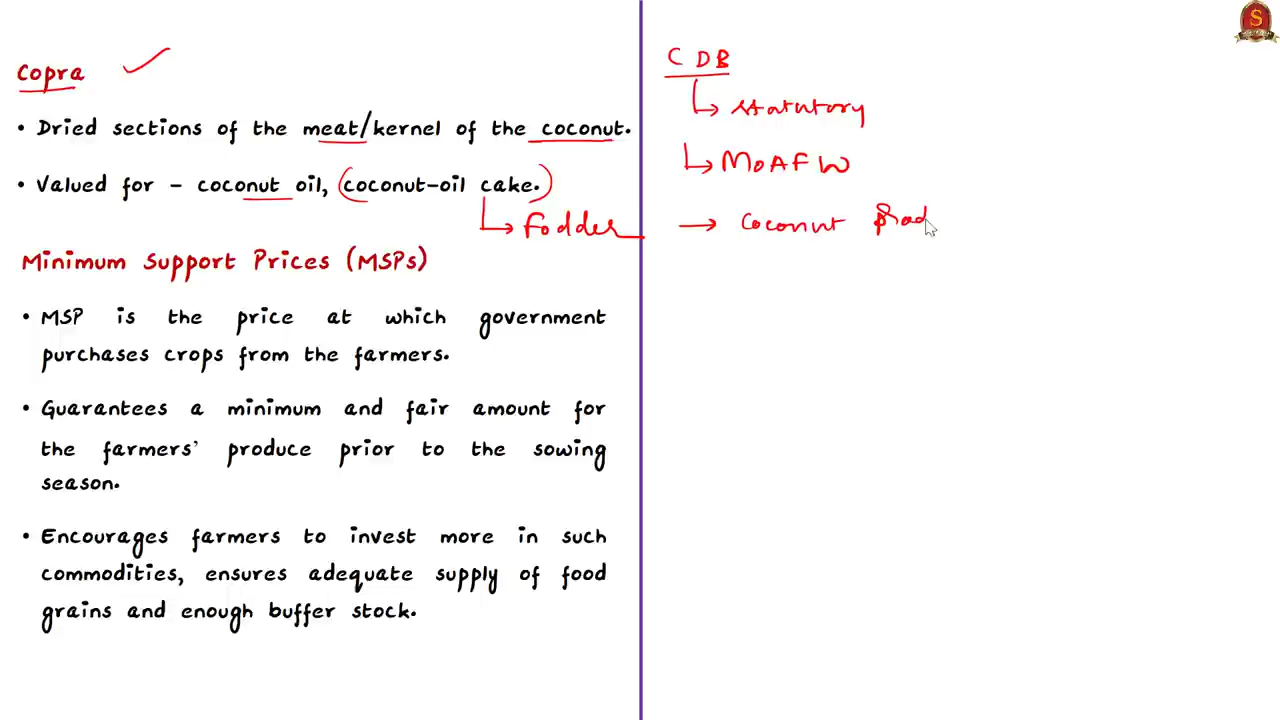 Copra
• Dried sections of the meat/kernel of the coconut.
• Valued for - coconut oil, (coconut-oil cake.)
Fodder
Minimum Support Prices (MSPs)
• MSP is the price at which government
purchases crops from the farmers.
• Guarantees a minimum and fair amount for
the farmers' produce prior to the sowing
season.
• Encourages farmers to invest more in such
commodities, ensures adequate supply of food
grains and enough buffer stock.
CDB
statutory
MoAFW
→ Coconut Prod
S